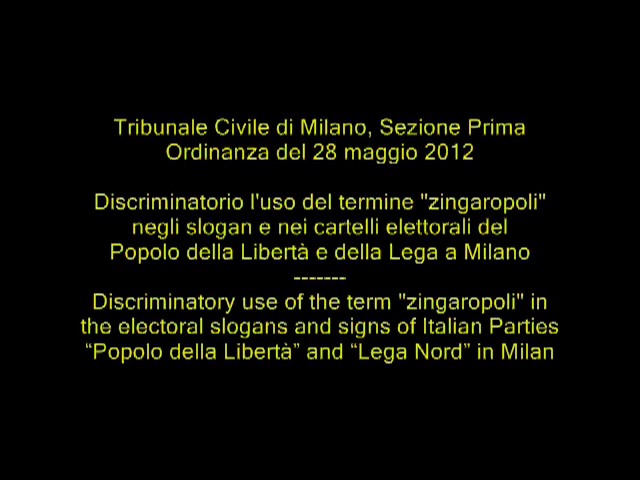 Tribunale Civile di Milano, Sezione Prima
Ordinanza del 28 maggio 2012
Discriminatorio l'uso del termine "zingaropoli"
negli slogan e nei cartelli elettorali del
Popolo della Libertà e della Lega a Milano
-------
Discriminatory use of the term "zingaropoli" in
the electoral slogans and signs of Italian Parties
“Popolo della Libertà” and “Lega Nord” in Milan